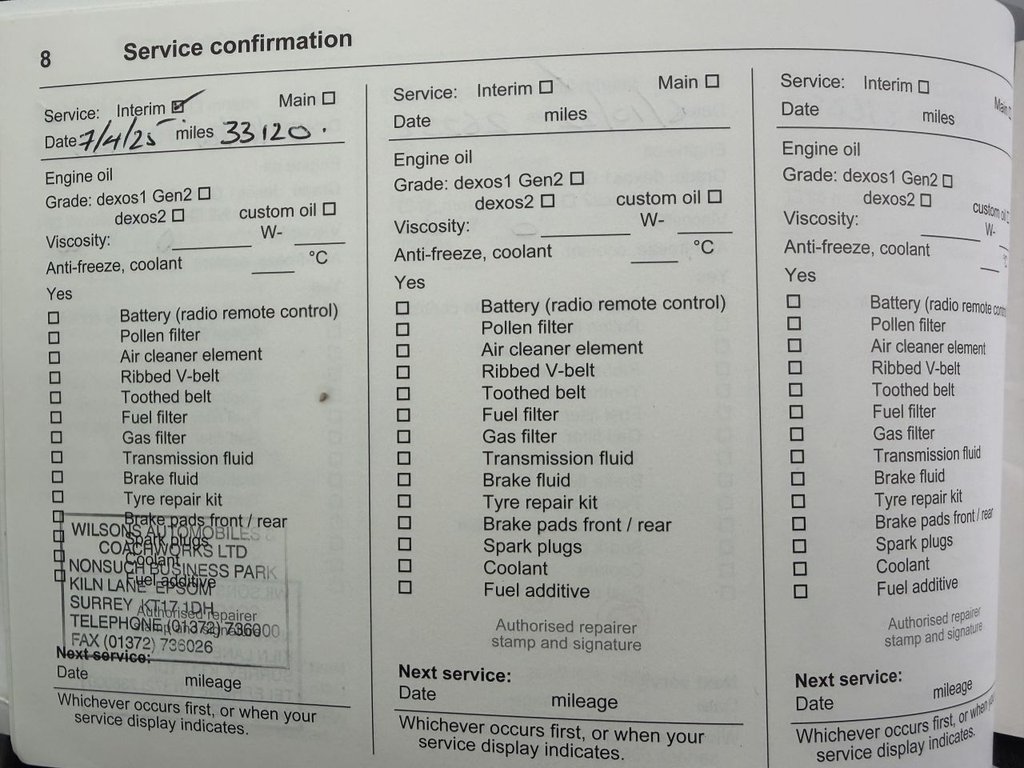 8 Service confirmation
Service: Interim Main
Date 7/4/25 miles 33120.
Engine oil
Grade: dexos1 Gen2
dexos2 custom oil
Viscosity: W-
Anti-freeze, coolant °C
Yes
Battery (radio remote control)
Pollen filter
Air cleaner element
Ribbed V-belt
Toothed belt
Fuel filter
Gas filter
Transmission fluid
Brake fluid
Tyre repair kit
Brake pads front / rear
Spark plugs
Coolant
Fuel additive
Authorised repairer
stamp and signature
WILSONS AUTOMOBILES &
COACHWORKS LTD
NONSUCH BUSINESS PARK
KILN LANE EPSOM
SURREY KT17 1DH
TELEPHONE (01372) 736000
FAX (01372) 736026
Next service:
Date mileage
Whichever occurs first, or when your
service display indicates.
Service: Interim Main
Date miles
Engine oil
Grade: dexos1 Gen2
dexos2 custom oil
Viscosity: W-
Anti-freeze, coolant °C
Yes
Battery (radio remote control)
Pollen filter
Air cleaner element
Ribbed V-belt
Toothed belt
Fuel filter
Gas filter
Transmission fluid
Brake fluid
Tyre repair kit
Brake pads front / rear
Spark plugs
Coolant
Fuel additive
Authorised repairer
stamp and signature
Next service:
Date mileage
Whichever occurs first, or when your
service display indicates.
Service: Interim Main
Date miles
Engine oil
Grade: dexos1 Gen2
dexos2 custom oil
Viscosity: W-
Anti-freeze, coolant °C
Yes
Battery (radio remote control)
Pollen filter
Air cleaner element
Ribbed V-belt
Toothed belt
Fuel filter
Gas filter
Transmission fluid
Brake fluid
Tyre repair kit
Brake pads front / rear
Spark plugs
Coolant
Fuel additive
Authorised repairer
stamp and signature
Next service:
Date mileage
Whichever occurs first, or when
service display indicates.